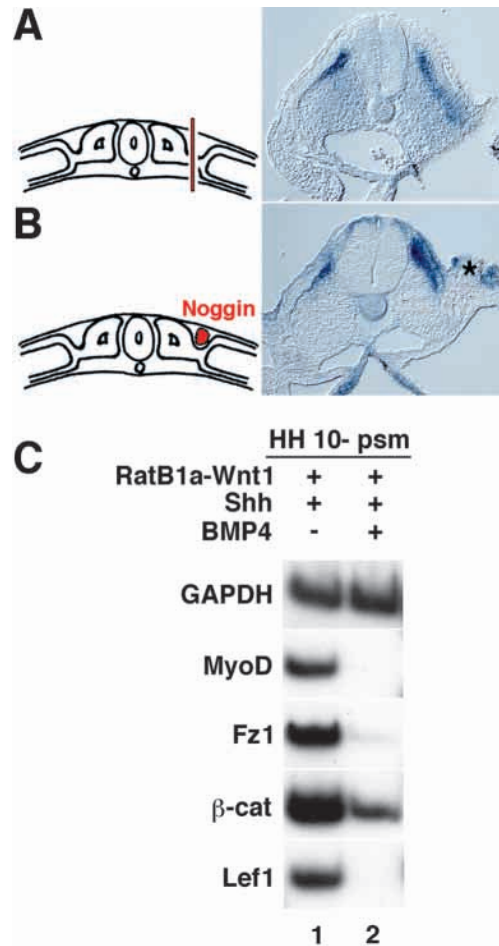 A
B
Noggin
*
C
HH 10- psm
RatB1a-Wnt1 + +
Shh + +
BMP4 - +
GAPDH
MyoD
Fz1
β-cat
Lef1
1 2